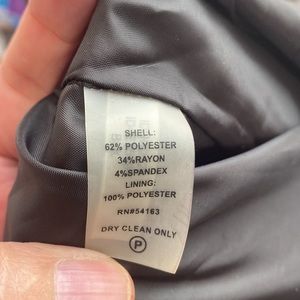 SHELL:
62% POLYESTER
34%RAYON
4%SPANDEX
LINING:
100% POLYESTER
RN#54163
DRY CLEAN ONLY
P